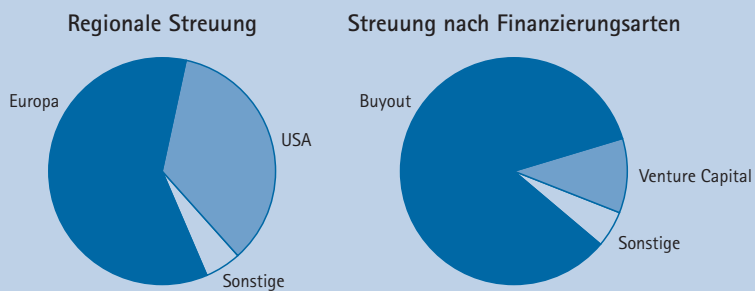 Regionale Streuung
Europa
USA
Sonstige
Streuung nach Finanzierungsarten
Buyout
Venture Capital
Sonstige